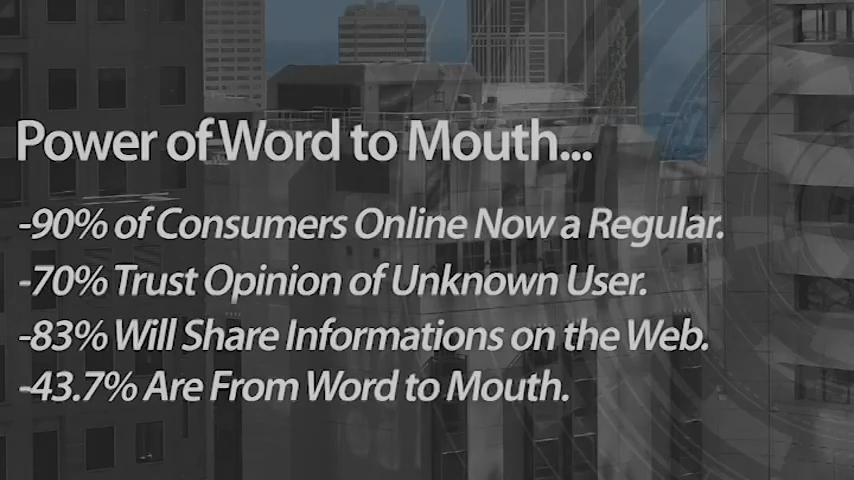 Power of Word to Mouth...
-90% of Consumers Online Now a Regular.
-70% Trust Opinion of Unknown User.
-83% Will Share Informations on the Web.
-43.7% Are From Word to Mouth.